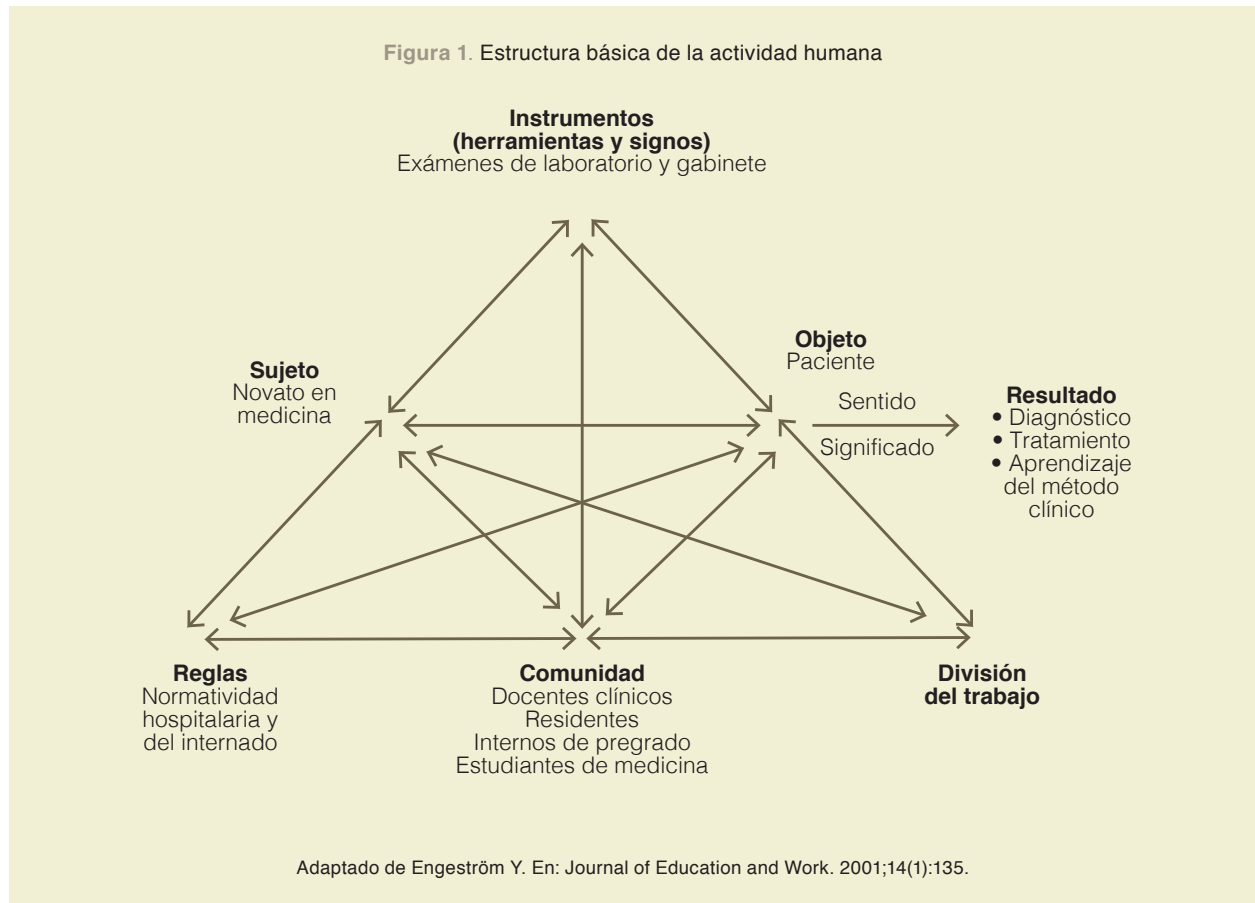 Figura 1. Estructura básica de la actividad humana
Instrumentos
(herramientas y signos)
Exámenes de laboratorio y gabinete
Sujeto
Novato en
medicina
Objeto
Paciente
Sentido
Significado
Resultado
• Diagnóstico
• Tratamiento
• Aprendizaje
del método
clínico
Reglas
Normatividad
hospitalaria y
del internado
Comunidad
Docentes clínicos
Residentes
Internos de pregrado
Estudiantes de medicina
División
del trabajo
Adaptado de Engeström Y. En: Journal of Education and Work. 2001;14(1):135.